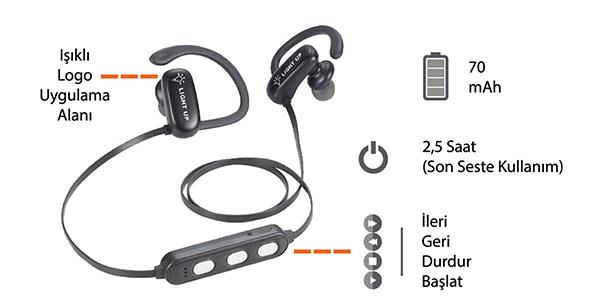 Işıklı
Logo
Uygulama
Alanı
LIGHT UP
LIGHT UP
70
mAh
2,5 Saat
(Son Seste Kullanım)
İleri
Geri
Durdur
Başlat